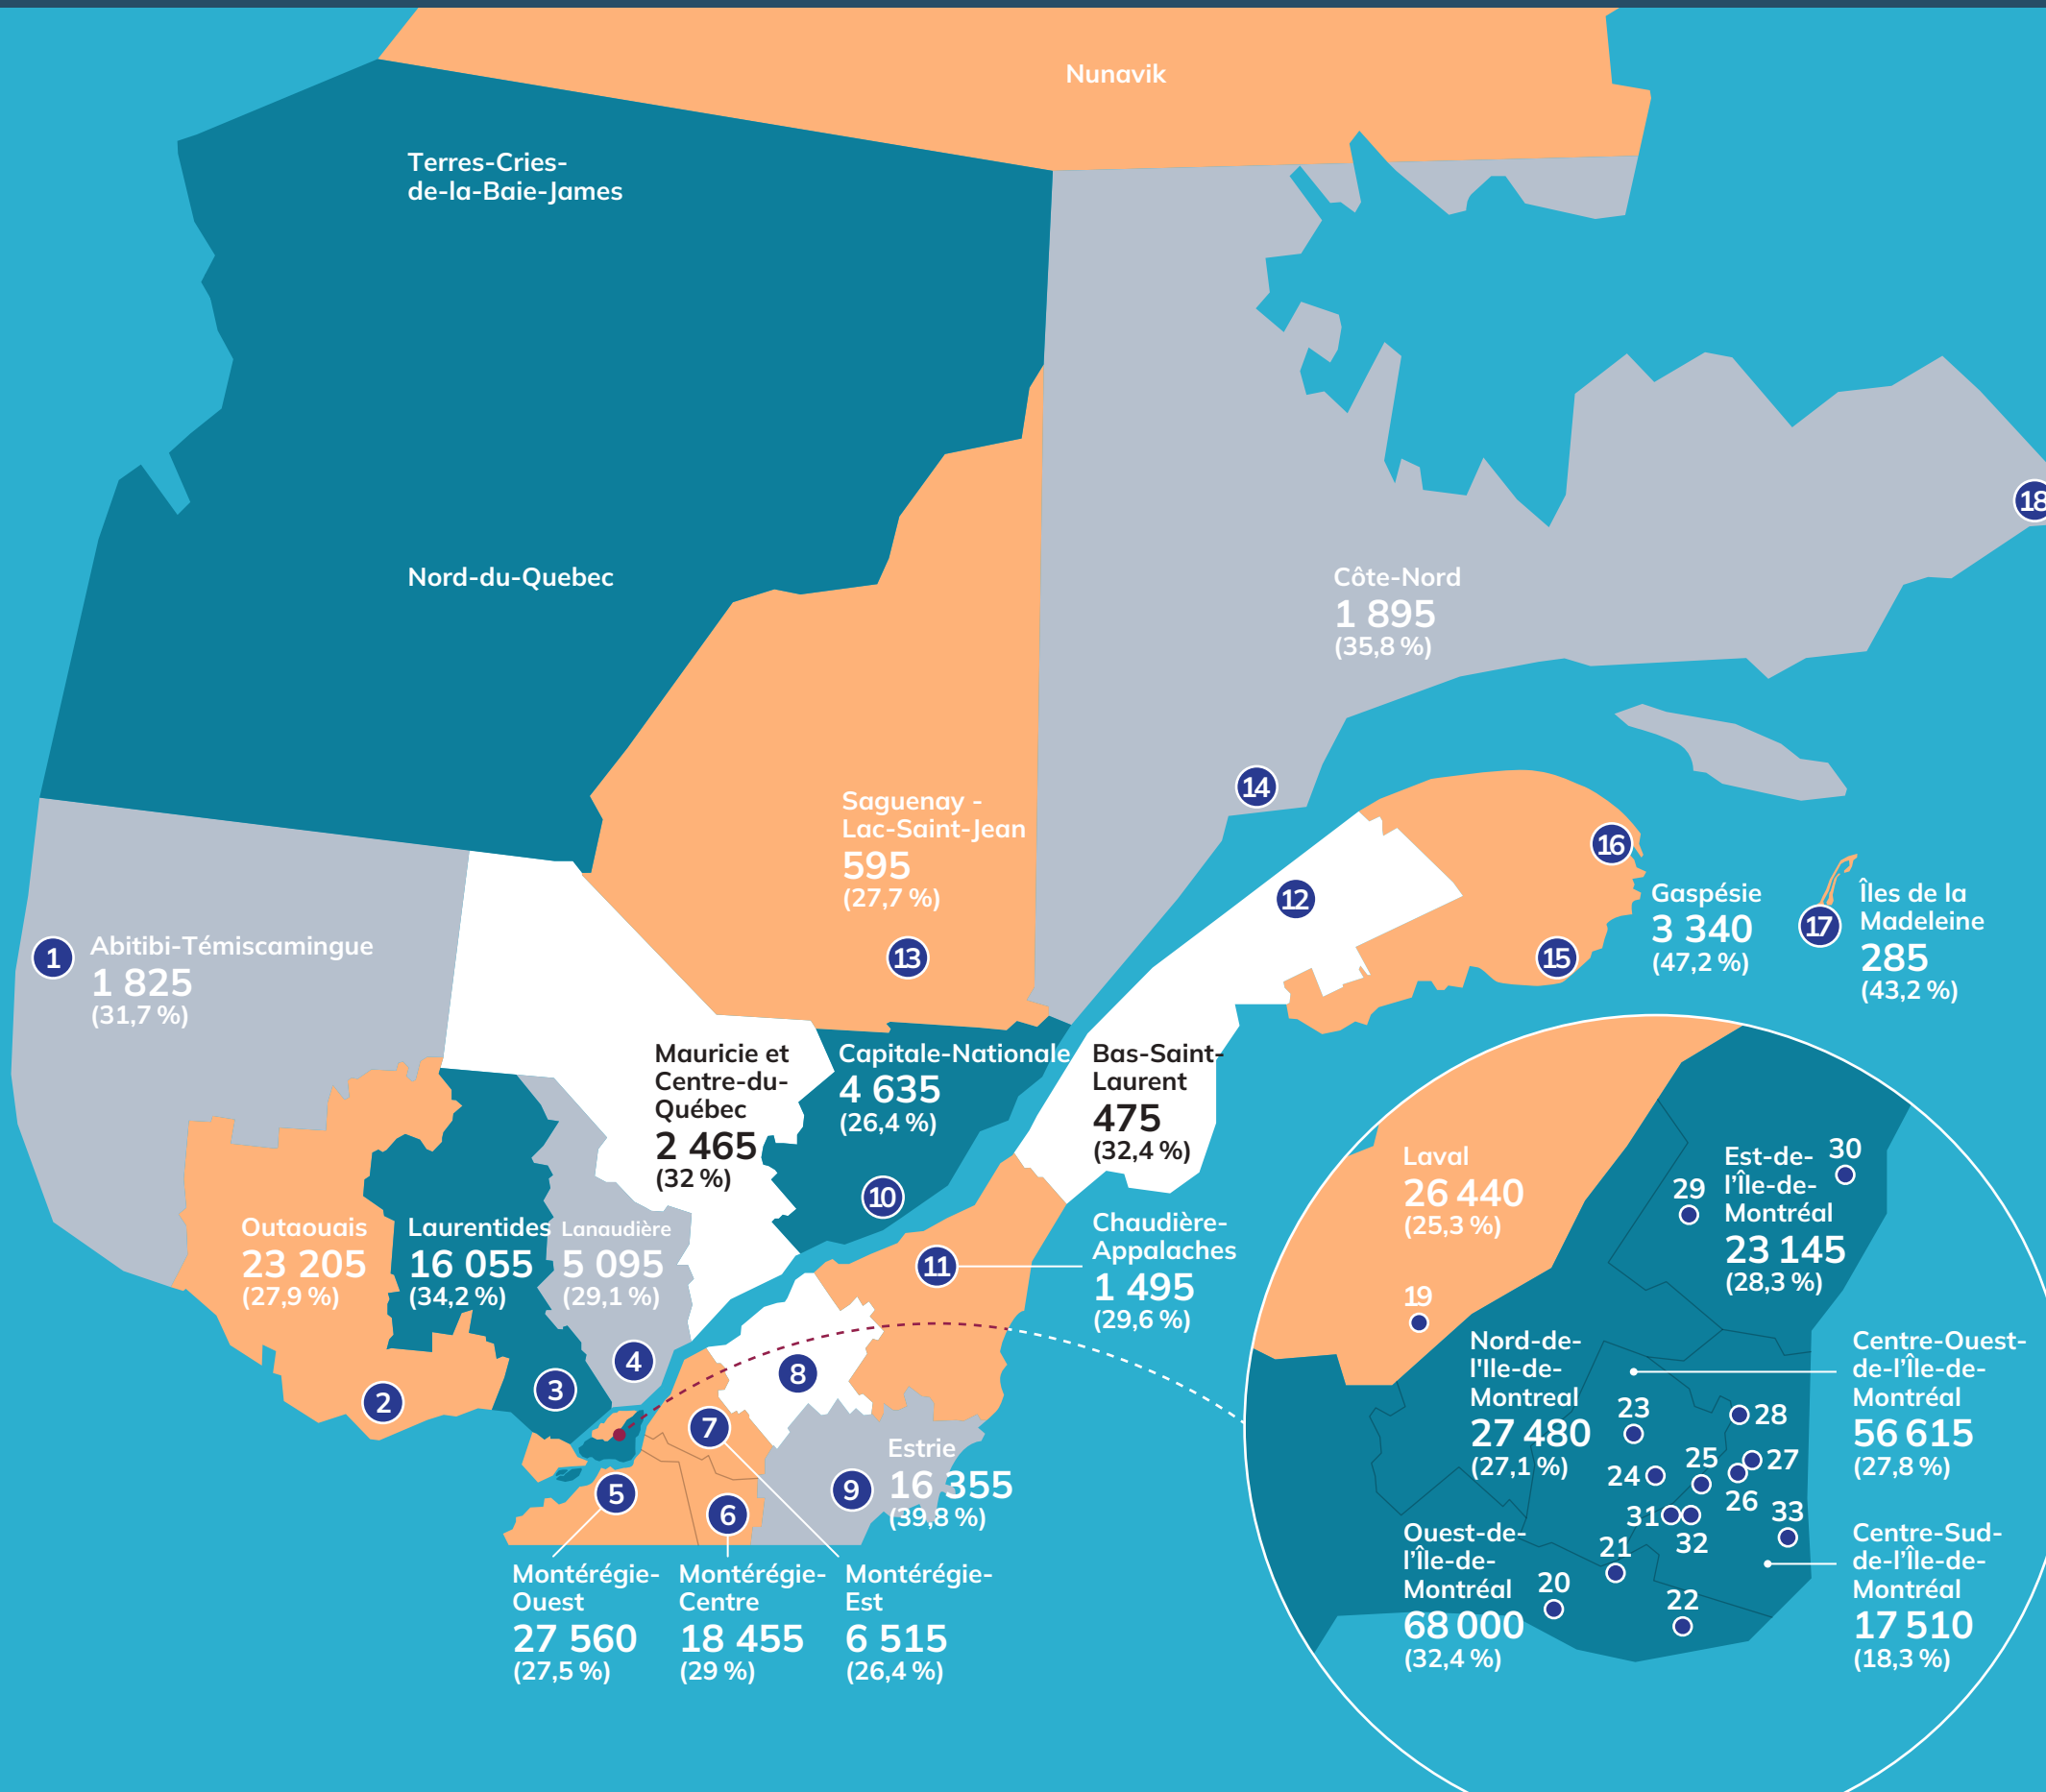 Nunavik
Terres-Cries-
de-la-Baie-James
Nord-du-Quebec
Côte-Nord
1 895
(35,8 %)
18
14
Saguenay -
Lac-Saint-Jean
595
(27,7 %)
13
12
16
15
Gaspésie
3 340
(47,2 %)
17
Îles de la
Madeleine
285
(43,2 %)
1
Abitibi-Témiscamingue
1 825
(31,7 %)
Mauricie et
Centre-du-
Québec
2 465
(32 %)
Capitale-Nationale
4 635
(26,4 %)
10
Bas-Saint-
Laurent
475
(32,4 %)
Outaouais
23 205
(27,9 %)
2
Laurentides
16 055
(34,2 %)
3
Lanaudière
5 095
(29,1 %)
4
11
Chaudière-
Appalaches
1 495
(29,6 %)
8
7
5
6
9
Estrie
16 355
(39,8 %)
Montérégie-
Ouest
27 560
(27,5 %)
Montérégie-
Centre
18 455
(29 %)
Montérégie-
Est
6 515
(26,4 %)
Laval
26 440
(25,3 %)
19
Est-de-
l'Île-de-
Montréal
23 145
(28,3 %)
29
30
Nord-de-
l'Ile-de-
Montreal
27 480
(27,1 %)
Centre-Ouest-
de-l'Île-de-
Montréal
56 615
(27,8 %)
23
28
24
25
27
26
31
32
33
21
20
22
Ouest-de-
l'Île-de-
Montréal
68 000
(32,4 %)
Centre-Sud-
de-l'Île-de-
Montréal
17 510
(18,3 %)